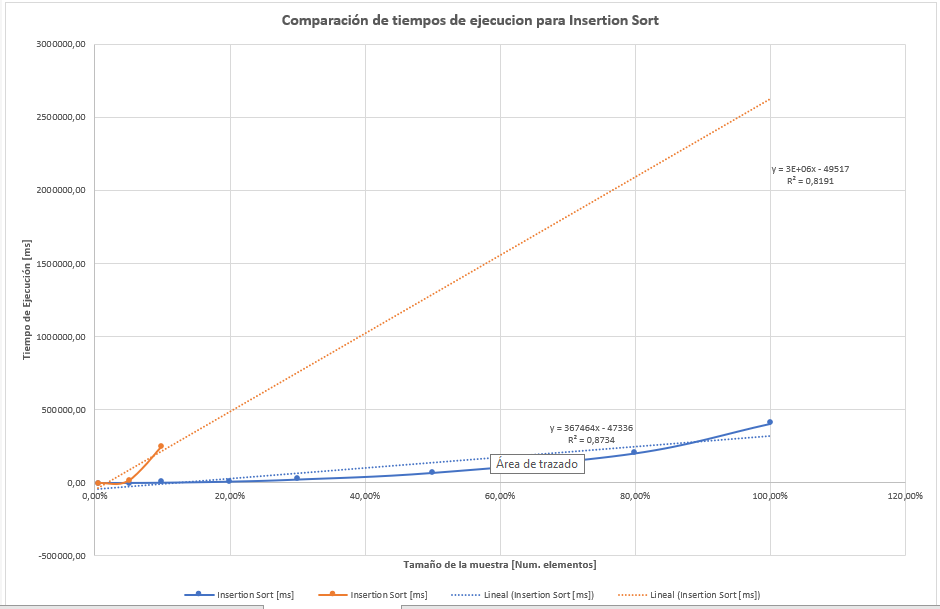 Comparación de tiempos de ejecucion para Insertion Sort
3000000,00
2500000,00
2000000,00
1500000,00
1000000,00
500000,00
0,00
-500000,00
Tiempo de Ejecución [ms]
y = 3E+06x - 49517
R² = 0,8191
y = 367464x - 47336
R² = 0,8734
Área de trazado
0,00% 20,00% 40,00% 60,00% 80,00% 100,00% 120,00%
Tamaño de la muestra [Num. elementos]
Insertion Sort [ms] Insertion Sort [ms] Lineal (Insertion Sort [ms]) Lineal (Insertion Sort [ms])